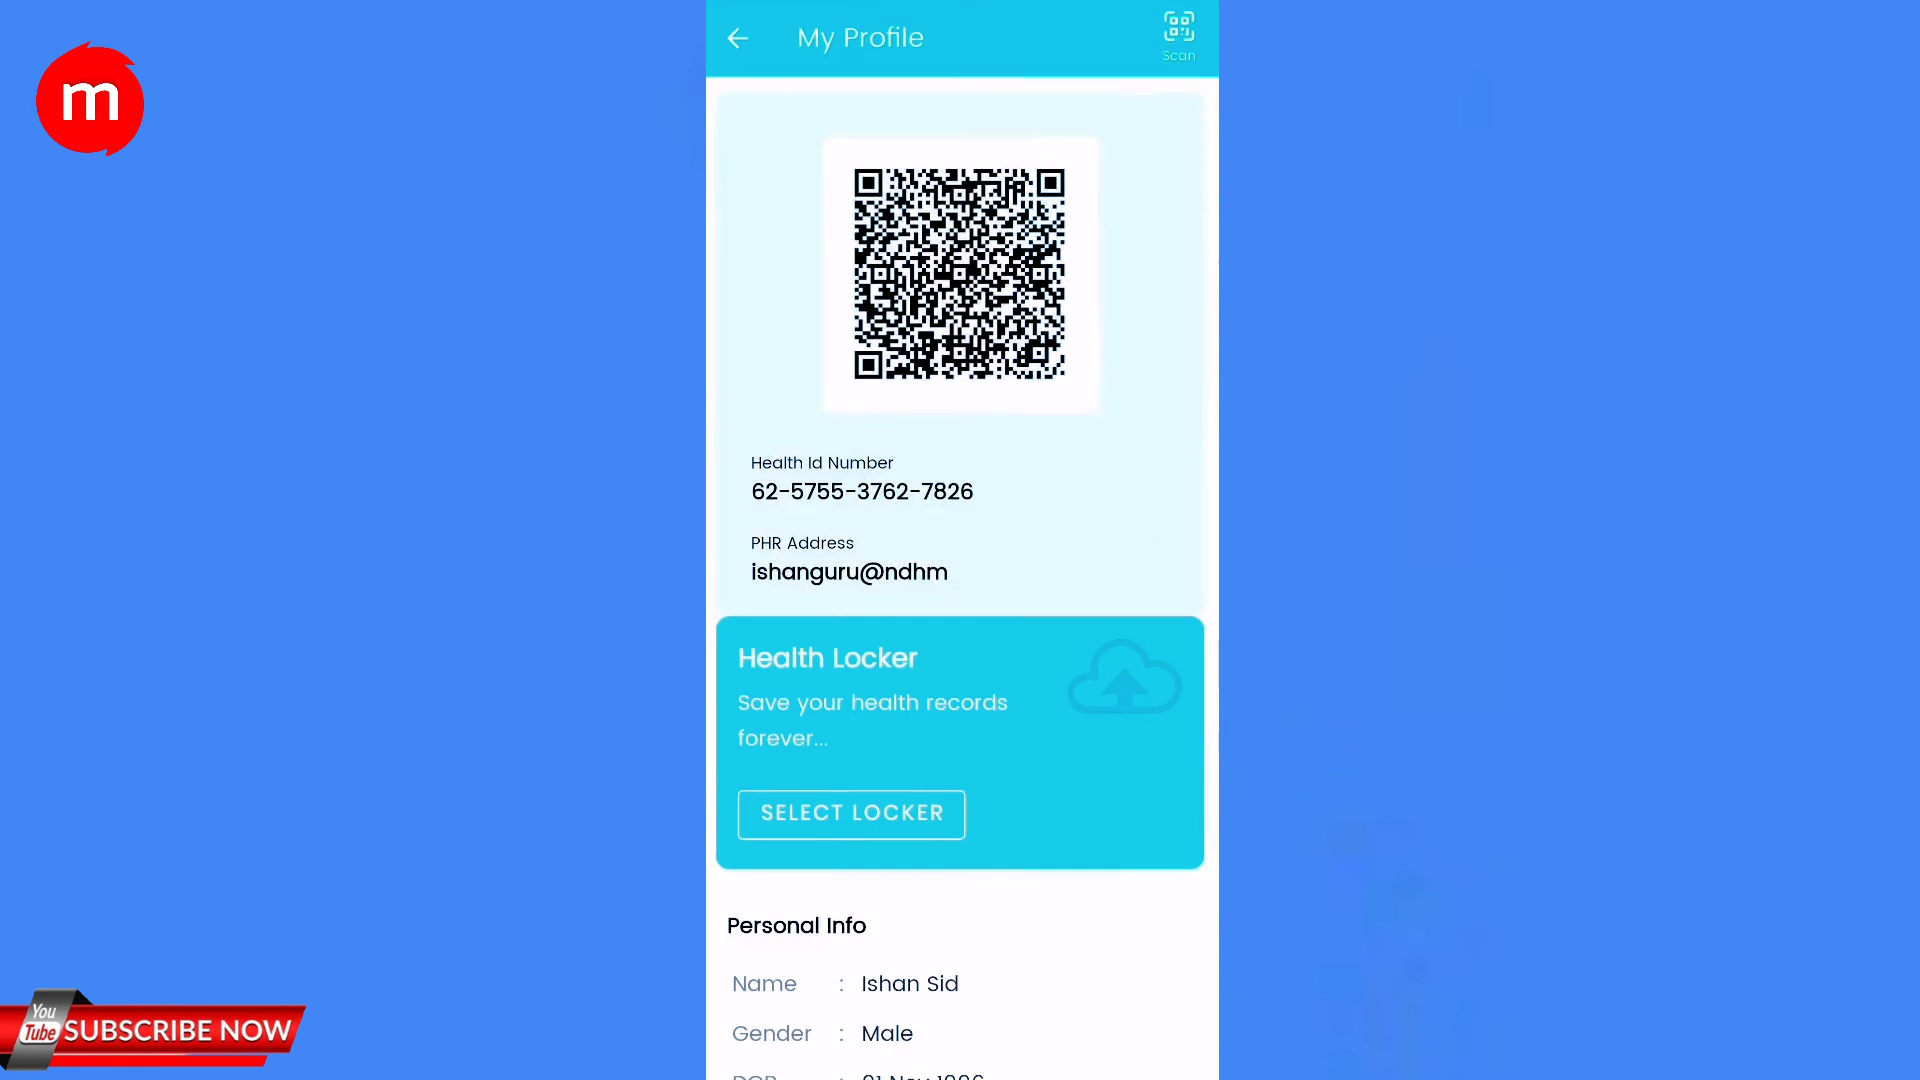 m
My Profile
Scan
Health Id Number
62-5755-3762-7826
PHR Address
ishanguru@ndhm
Health Locker
Save your health records
forever...
SELECT LOCKER
Personal Info
Name : Ishan Sid
Gender : Male
You
Tube
SUBSCRIBE NOW